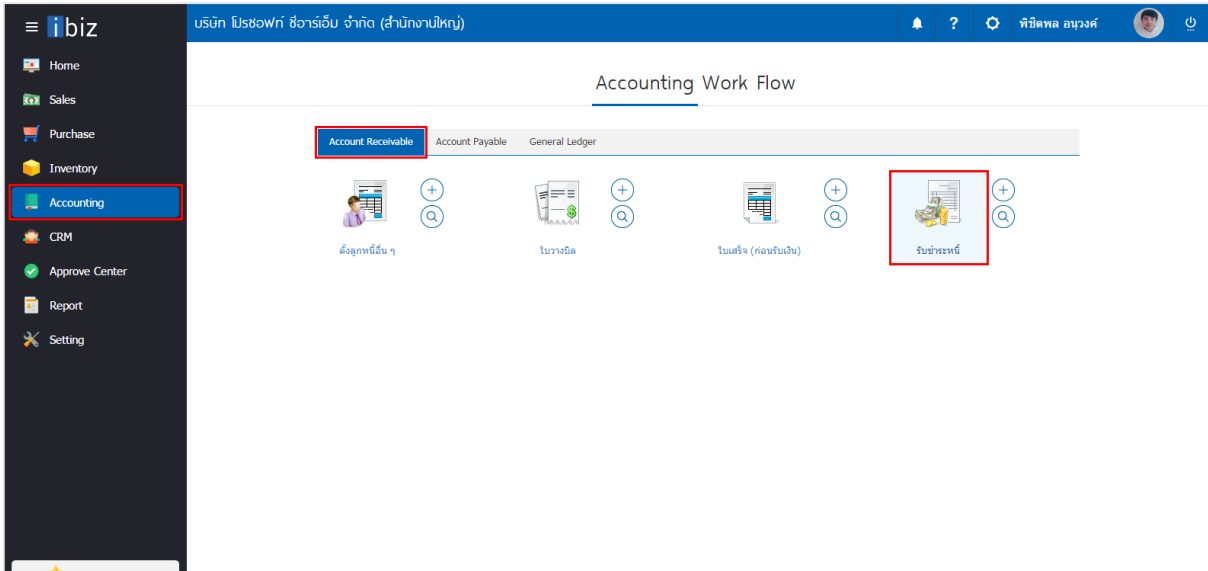 ibiz
บริษัท โปรซอฟท์ ซีอาร์เอ็ม จำกัด (สำนักงานใหญ่)
? พิชิตพล อนุวงค์
Home
Sales
Purchase
Inventory
Accounting
CRM
Approve Center
Report
Setting
Accounting Work Flow
Account Receivable Account Payable General Ledger
ตั้งลูกหนี้อื่น ๆ ใบวางบิล ใบเสร็จ (ก่อนรับเงิน) รับชำระหนี้